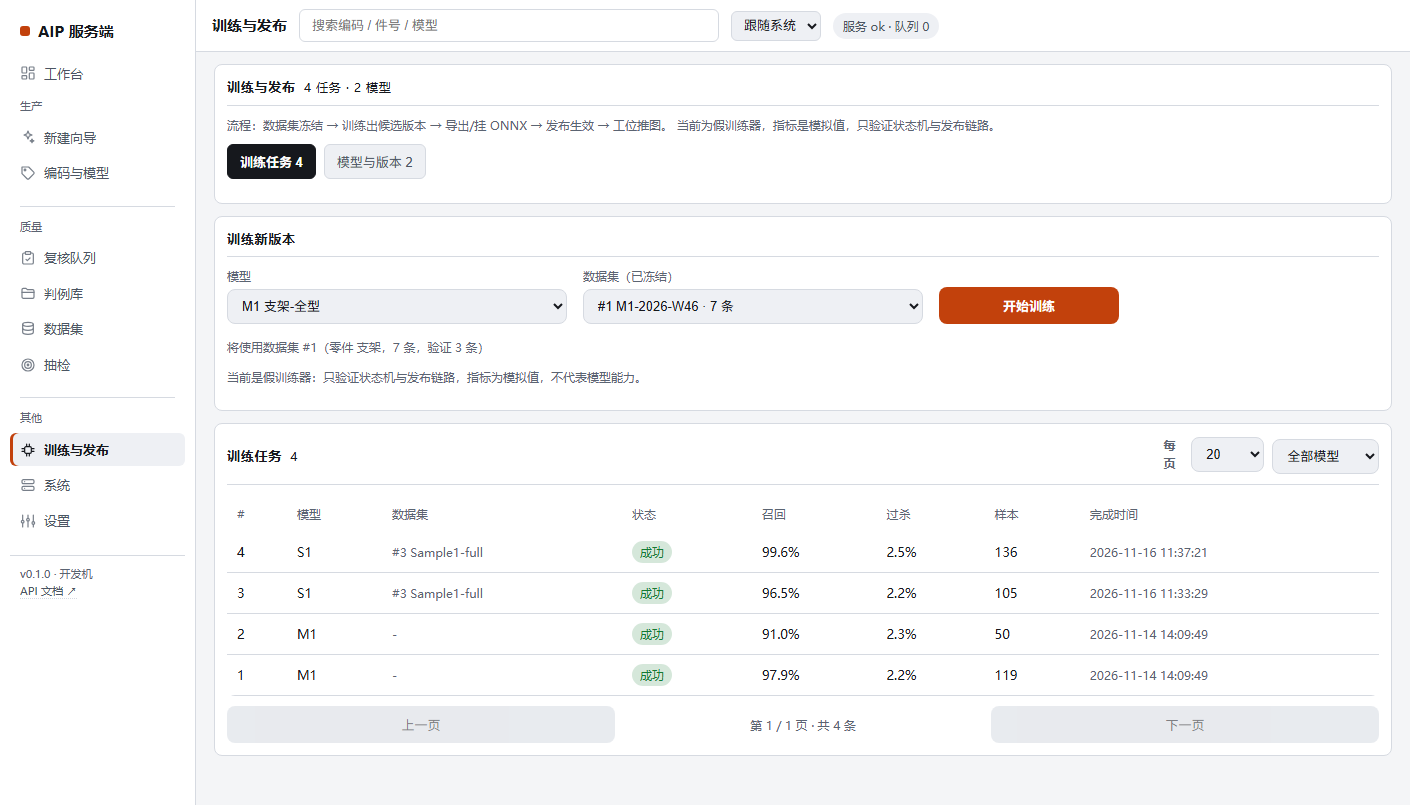 AIP 服务端
工作台
生产
新建向导
编码与模型
质量
复核队列
判例库
数据集
抽检
其他
训练与发布
系统
设置
v0.1.0 · 开发机
API 文档 ↗
训练与发布 搜索编码 / 件号 / 模型 跟随系统 服务 ok · 队列 0
训练与发布 4 任务 · 2 模型
流程：数据集冻结 → 训练出候选版本 → 导出/挂 ONNX → 发布生效 → 工位推图。 当前为假训练器，指标是模拟值，只验证状态机与发布链路。
训练任务 4 模型与版本 2
训练新版本
模型 数据集（已冻结）
M1 支架-全型 #1 M1-2026-W46 · 7 条 开始训练
将使用数据集 #1（零件 支架，7 条，验证 3 条）
当前是假训练器：只验证状态机与发布链路，指标为模拟值，不代表模型能力。
训练任务 4 每页 20 全部模型
# 模型 数据集 状态 召回 过杀 样本 完成时间
4 S1 #3 Sample1-full 成功 99.6% 2.5% 136 2026-11-16 11:37:21
3 S1 #3 Sample1-full 成功 96.5% 2.2% 105 2026-11-16 11:33:29
2 M1 - 成功 91.0% 2.3% 50 2026-11-14 14:09:49
1 M1 - 成功 97.9% 2.2% 119 2026-11-14 14:09:49
上一页 第 1 / 1 页 · 共 4 条 下一页